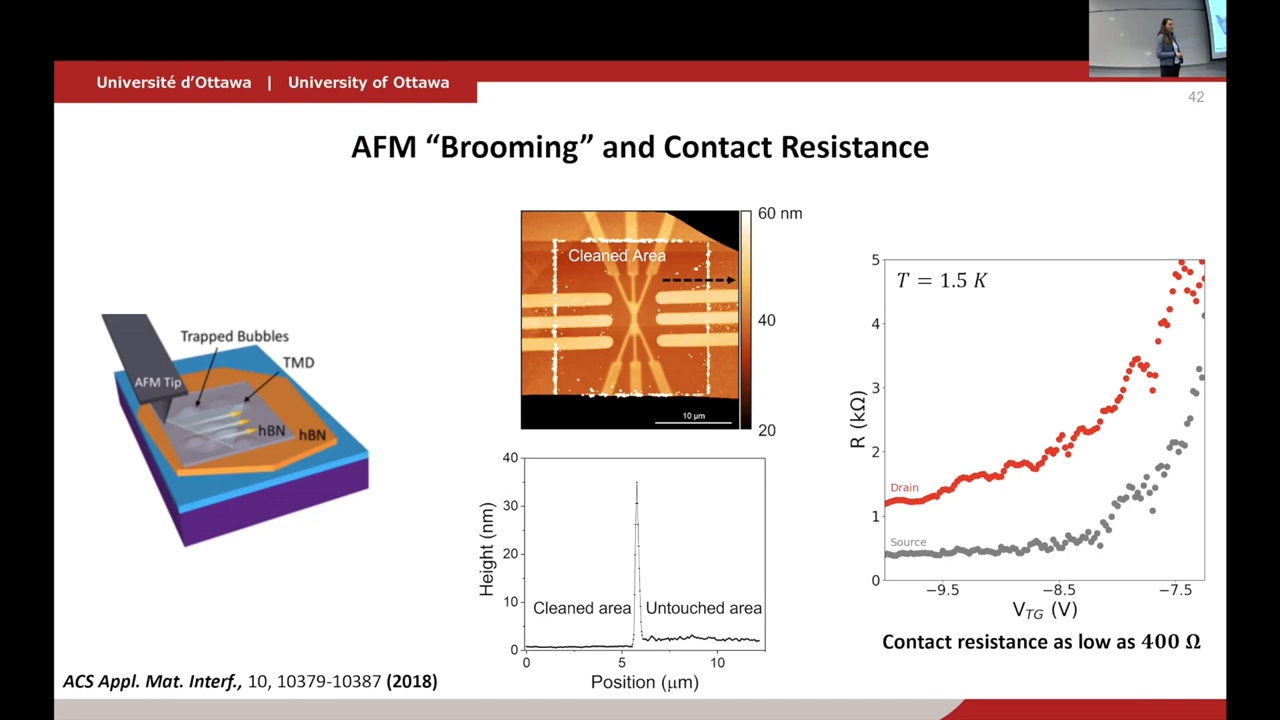 Université d'Ottawa | University of Ottawa
42
AFM “Brooming” and Contact Resistance
Trapped Bubbles
TMD
AFM Tip
hBN
hBN
Cleaned Area
10 µm
60 nm
40
20
40
30
20
10
0
Height (nm)
Cleaned area
Untouched area
0
5
10
Position (µm)
T = 1.5 K
5
4
3
2
1
0
R (kΩ)
Drain
Source
−9.5
−8.5
−7.5
V_TG (V)
Contact resistance as low as 400 Ω
ACS Appl. Mat. Interf., 10, 10379-10387 (2018)